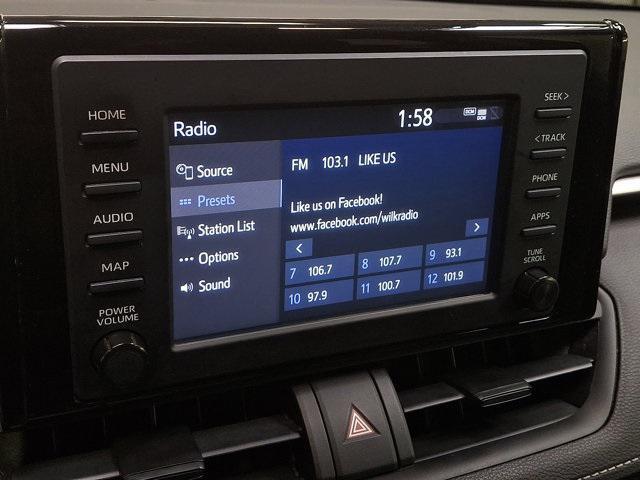 HOME
MENU
AUDIO
MAP
POWER
VOLUME
Radio
1:58
DCM
DCM
Source
Presets
Station List
Options
Sound
FM 103.1 LIKE US
Like us on Facebook!
www.facebook.com/wilkradio
< >
7 106.7 8 107.7 9 93.1
10 97.9 11 100.7 12 101.9
SEEK >
< TRACK
PHONE
APPS
TUNE
SCROLL